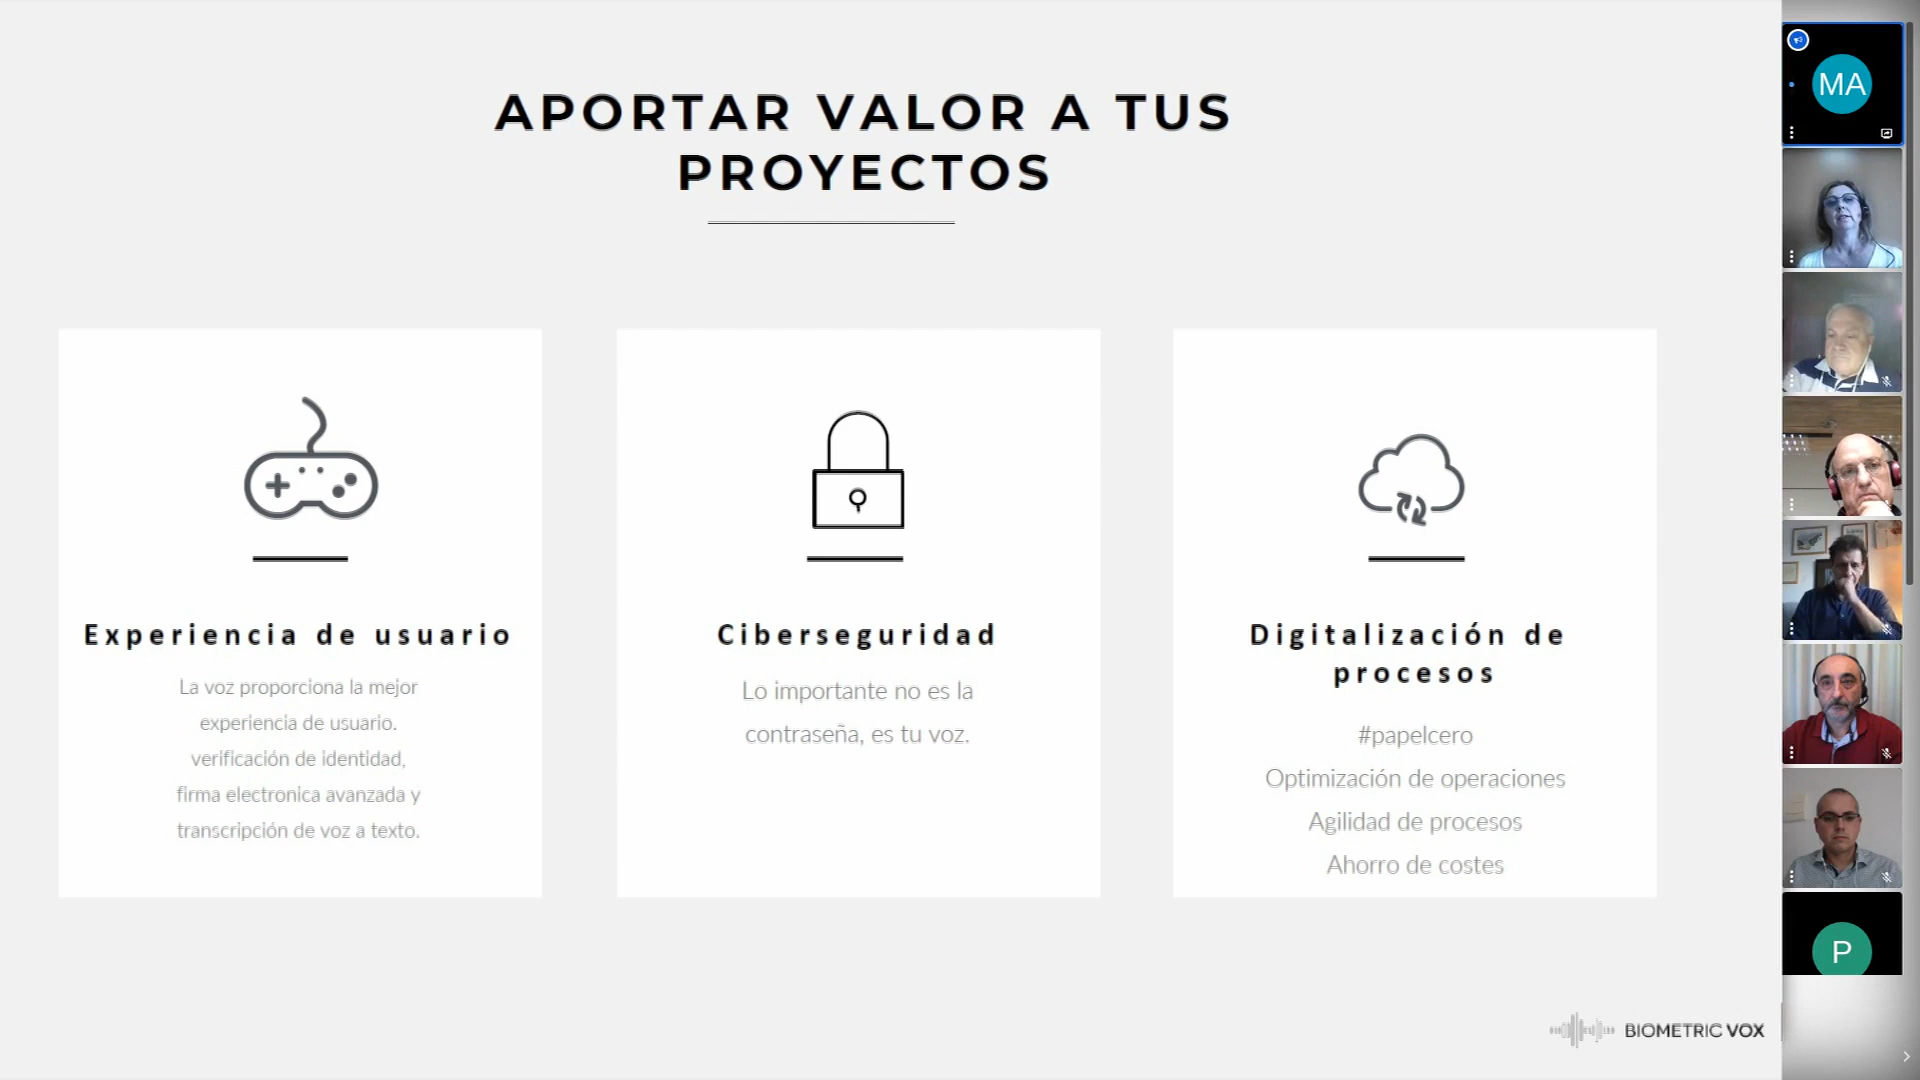 APORTAR VALOR A TUS
PROYECTOS
Experiencia de usuario
La voz proporciona la mejor
experiencia de usuario.
verificación de identidad,
firma electronica avanzada y
transcripción de voz a texto.
Ciberseguridad
Lo importante no es la
contraseña, es tu voz.
Digitalización de
procesos
#papelcero
Optimización de operaciones
Agilidad de procesos
Ahorro de costes
BIOMETRIC VOX
MA
P